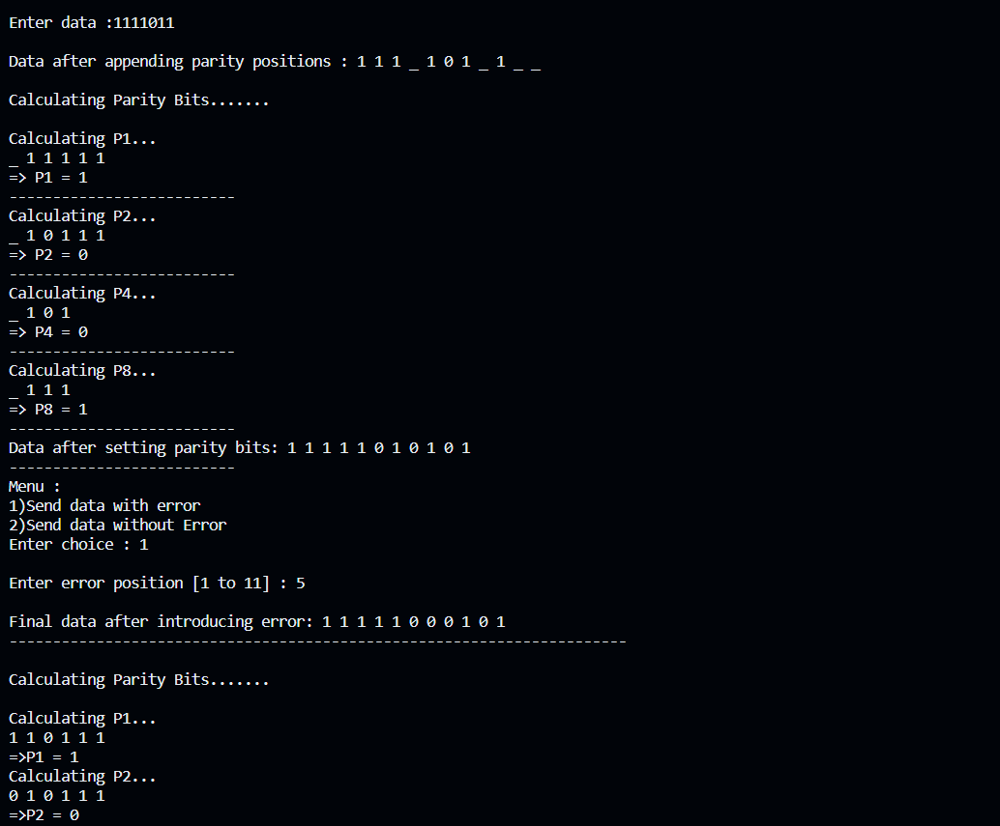 Enter data :1111011
Data after appending parity positions : 1 1 1 _ 1 0 1 _ 1 _ _
Calculating Parity Bits.......
Calculating P1...
_ 1 1 1 1 1
=> P1 = 1
--------------------------
Calculating P2...
_ 1 0 1 1 1
=> P2 = 0
--------------------------
Calculating P4...
_ 1 0 1
=> P4 = 0
--------------------------
Calculating P8...
_ 1 1 1
=> P8 = 1
--------------------------
Data after setting parity bits: 1 1 1 1 1 0 1 0 1 0 1
--------------------------
Menu :
1)Send data with error
2)Send data without Error
Enter choice : 1
Enter error position [1 to 11] : 5
Final data after introducing error: 1 1 1 1 1 0 0 0 1 0 1
-----------------------------------------------------------------------
Calculating Parity Bits.......
Calculating P1...
1 1 0 1 1 1
=>P1 = 1
Calculating P2...
0 1 0 1 1 1
=>P2 = 0